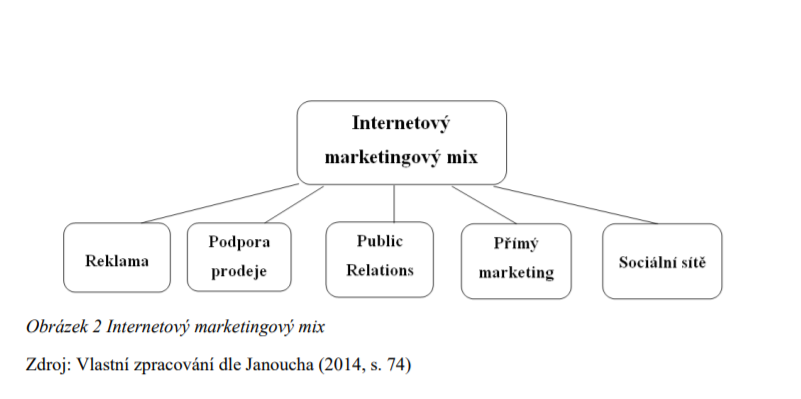 Internetový
marketingový mix
Reklama
Podpora
prodeje
Public
Relations
Přímý
marketing
Sociální sítě
Obrázek 2 Internetový marketingový mix
Zdroj: Vlastní zpracování dle Janoucha (2014, s. 74)